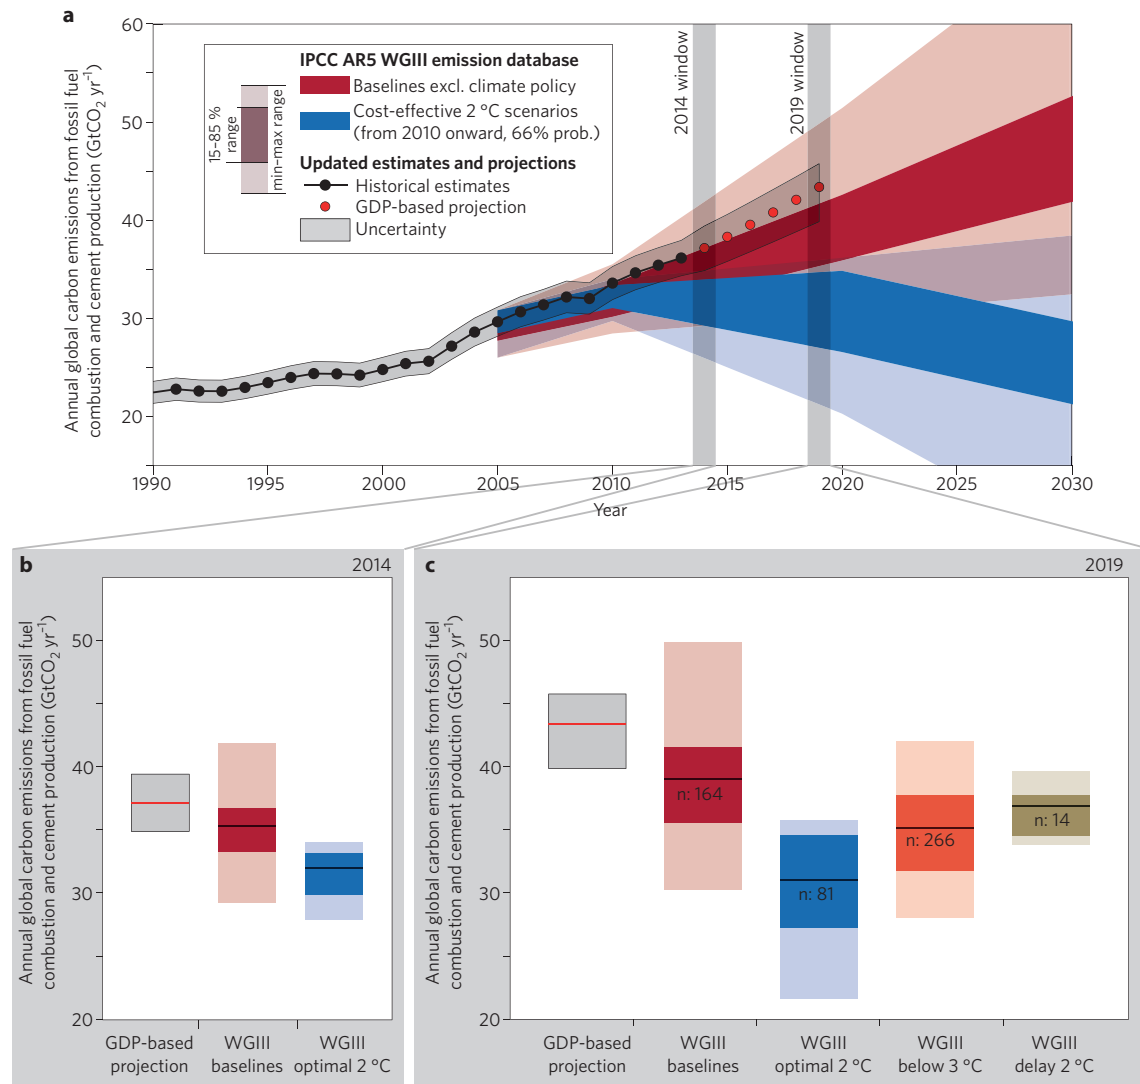 a
Annual global carbon emissions from fossil fuel
combustion and cement production (GtCO2 yr-1)
60
50
40
30
20
15–85 %
range
min–max range
IPCC AR5 WGIII emission database
Baselines excl. climate policy
Cost-effective 2 °C scenarios
(from 2010 onward, 66% prob.)
Updated estimates and projections
Historical estimates
GDP-based projection
Uncertainty
2014 window
2019 window
1990
1995
2000
2005
2010
2015
2020
2025
2030
Year
b
2014
Annual global carbon emissions from fossil fuel
combustion and cement production (GtCO2 yr-1)
50
40
30
20
GDP-based
projection
WGIII
baselines
WGIII
optimal 2 °C
c
2019
Annual global carbon emissions from fossil fuel
combustion and cement production (GtCO2 yr-1)
50
40
30
20
n: 164
n: 81
n: 266
n: 14
GDP-based
projection
WGIII
baselines
WGIII
optimal 2 °C
WGIII
below 3 °C
WGIII
delay 2 °C